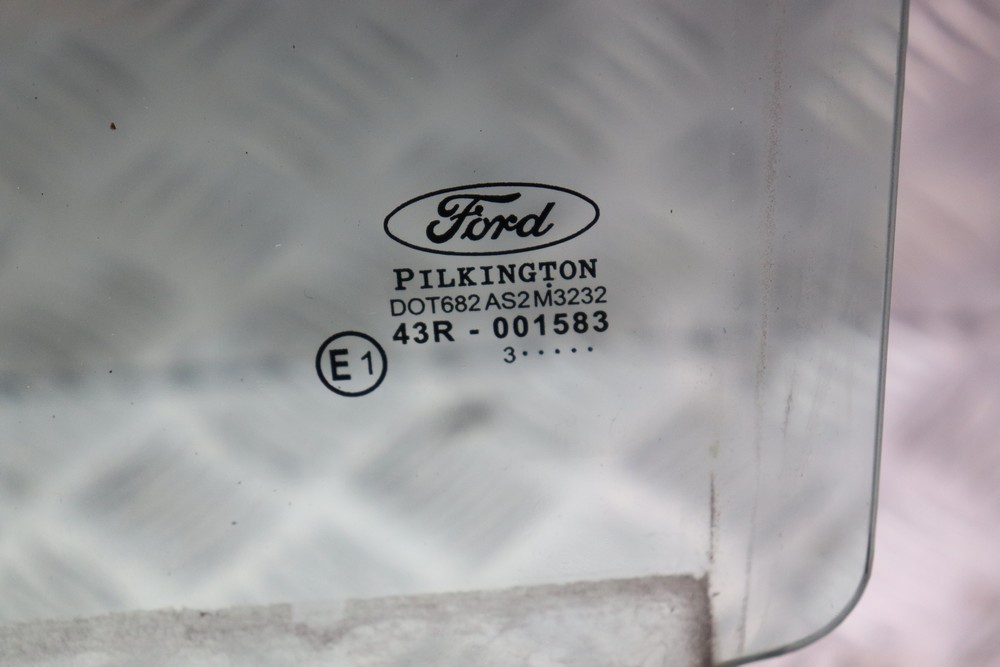 Ford
PILKINGTON
DOT682 AS2 M3232
43R - 001583
E1
3·····